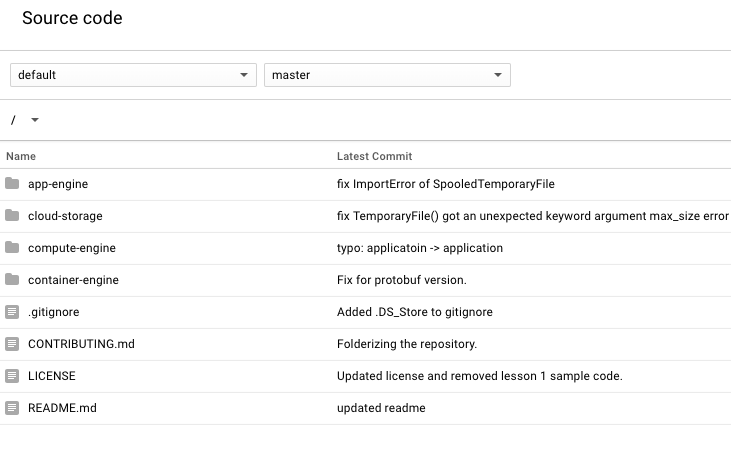 Source code
default master
/
Name Latest Commit
app-engine fix ImportError of SpooledTemporaryFile
cloud-storage fix TemporaryFile() got an unexpected keyword argument max_size error
compute-engine typo: applicatoin -> application
container-engine Fix for protobuf version.
.gitignore Added .DS_Store to gitignore
CONTRIBUTING.md Folderizing the repository.
LICENSE Updated license and removed lesson 1 sample code.
README.md updated readme